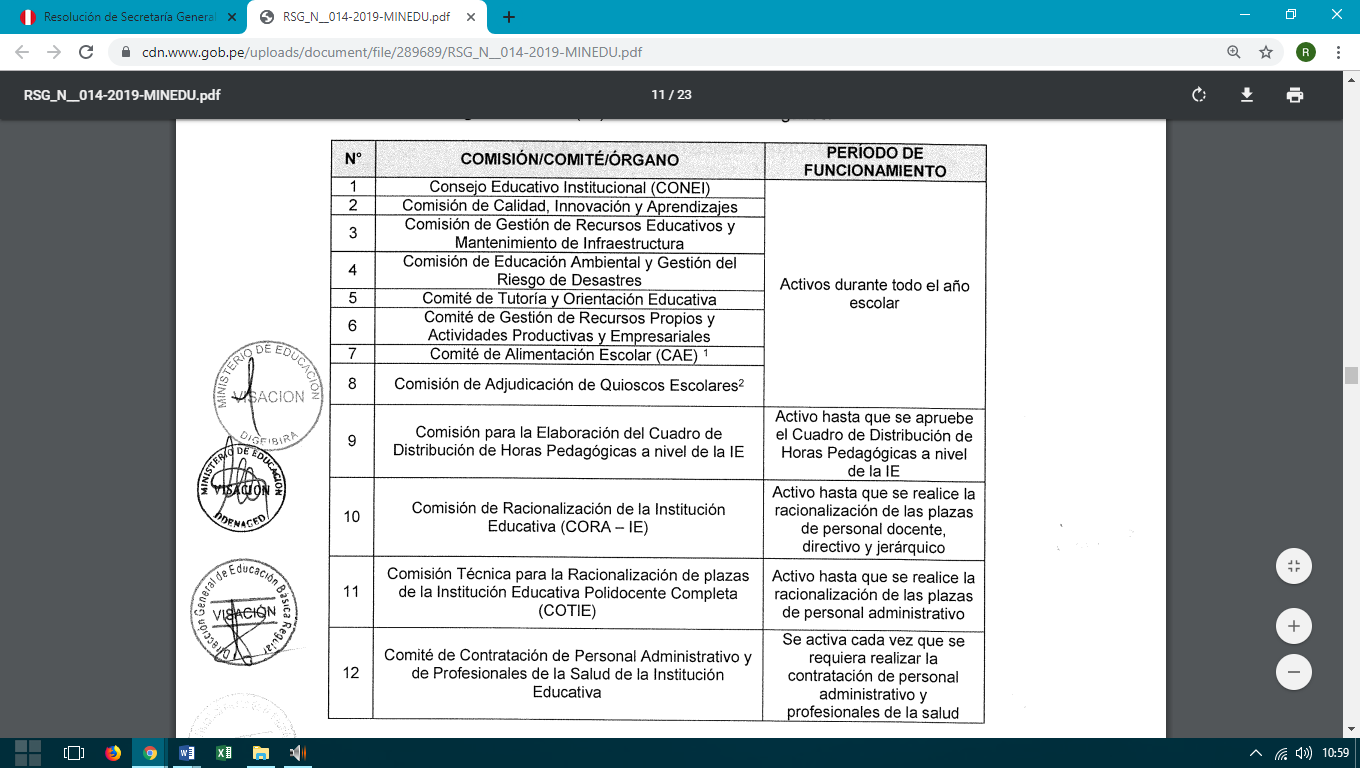 Resolución de Secretaría General
RSG_N__014-2019-MINEDU.pdf
cdn.www.gob.pe/uploads/document/file/289689/RSG_N__014-2019-MINEDU.pdf
R
RSG_N__014-2019-MINEDU.pdf
11 / 23
N°
COMISIÓN/COMITÉ/ÓRGANO
PERÍODO DE
FUNCIONAMIENTO
1
Consejo Educativo Institucional (CONEI)
2
Comisión de Calidad, Innovación y Aprendizajes
3
Comisión de Gestión de Recursos Educativos y
Mantenimiento de Infraestructura
4
Comisión de Educación Ambiental y Gestión del
Riesgo de Desastres
5
Comité de Tutoría y Orientación Educativa
6
Comité de Gestión de Recursos Propios y
Actividades Productivas y Empresariales
7
Comité de Alimentación Escolar (CAE) ¹
8
Comisión de Adjudicación de Quioscos Escolares²
Activos durante todo el año
escolar
9
Comisión para la Elaboración del Cuadro de
Distribución de Horas Pedagógicas a nivel de la IE
Activo hasta que se apruebe
el Cuadro de Distribución de
Horas Pedagógicas a nivel
de la IE
10
Comisión de Racionalización de la Institución
Educativa (CORA – IE)
Activo hasta que se realice la
racionalización de las plazas
de personal docente,
directivo y jerárquico
11
Comisión Técnica para la Racionalización de plazas
de la Institución Educativa Polidocente Completa
(COTIE)
Activo hasta que se realice la
racionalización de las plazas
de personal administrativo
12
Comité de Contratación de Personal Administrativo y
de Profesionales de la Salud de la Institución
Educativa
Se activa cada vez que se
requiera realizar la
contratación de personal
administrativo y
profesionales de la salud
MINISTERIO DE EDUCACIÓN
VISACION
DIGEIBIRA
MINISTERIO DE EDUCACION
VISACION
Dirección General de Educación Básica Regular
VISACIÓN
10:59